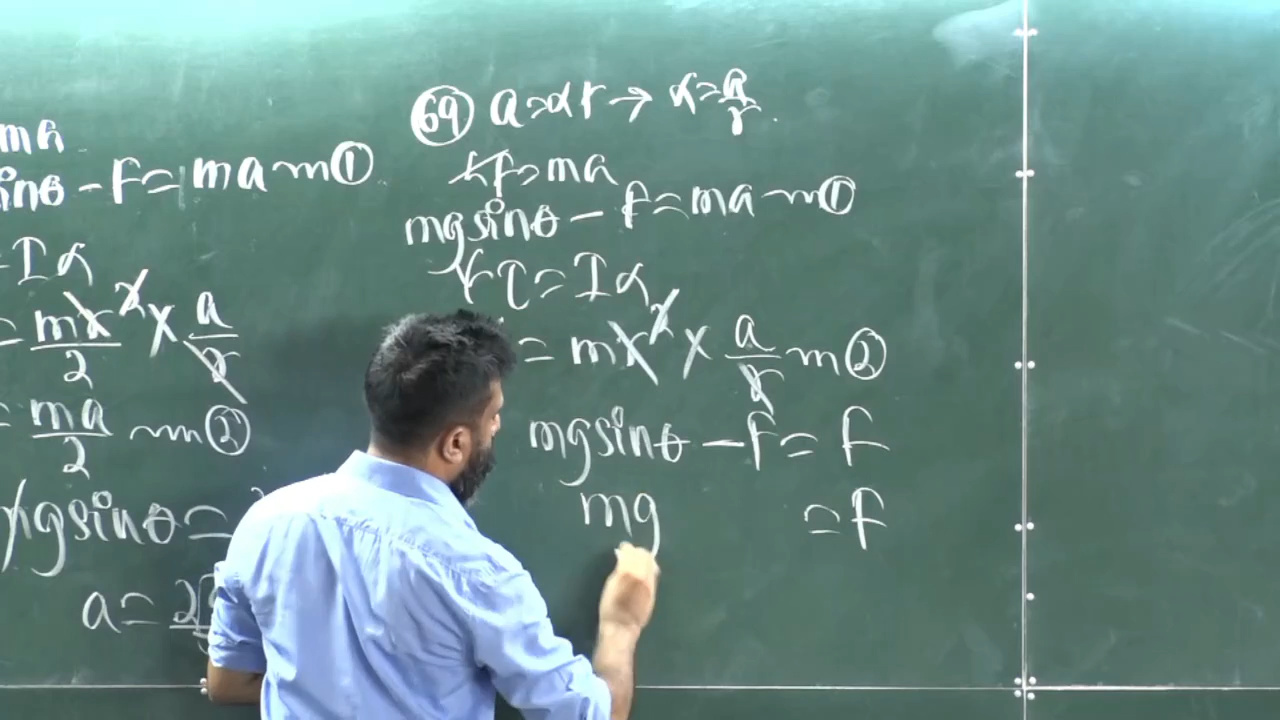 ma
sinθ - F = ma ~~ ①
= Iα
= mr²/2 × a/r
= ma/2 ~~ ②
mgsinθ =
a = 2
69 a = αr → α = a/r.
F = ma
mgsinθ - F = ma ~~ ①
τ = Iα
= mr² × a/r ~~ ②
mgsinθ - F = F
mg = F